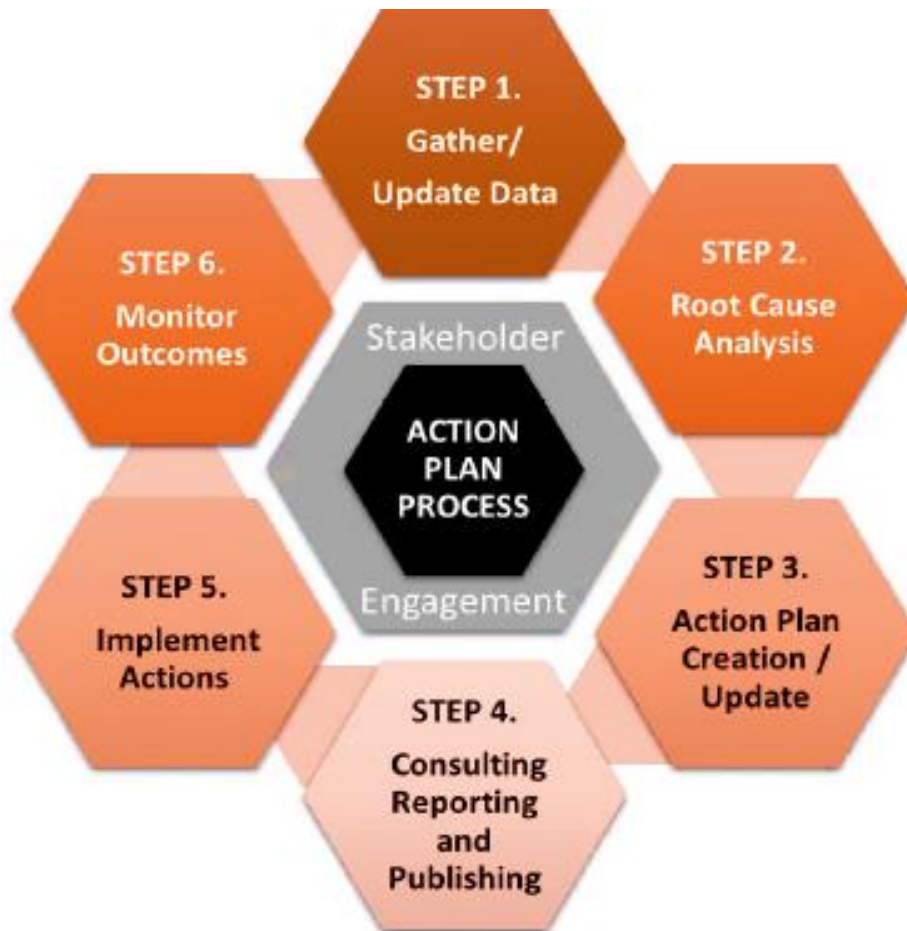 STEP 1.
Gather/
Update Data
STEP 2.
Root Cause
Analysis
STEP 3.
Action Plan
Creation /
Update
STEP 4.
Consulting
Reporting
and
Publishing
STEP 5.
Implement
Actions
STEP 6.
Monitor
Outcomes
Stakeholder
ACTION
PLAN
PROCESS
Engagement